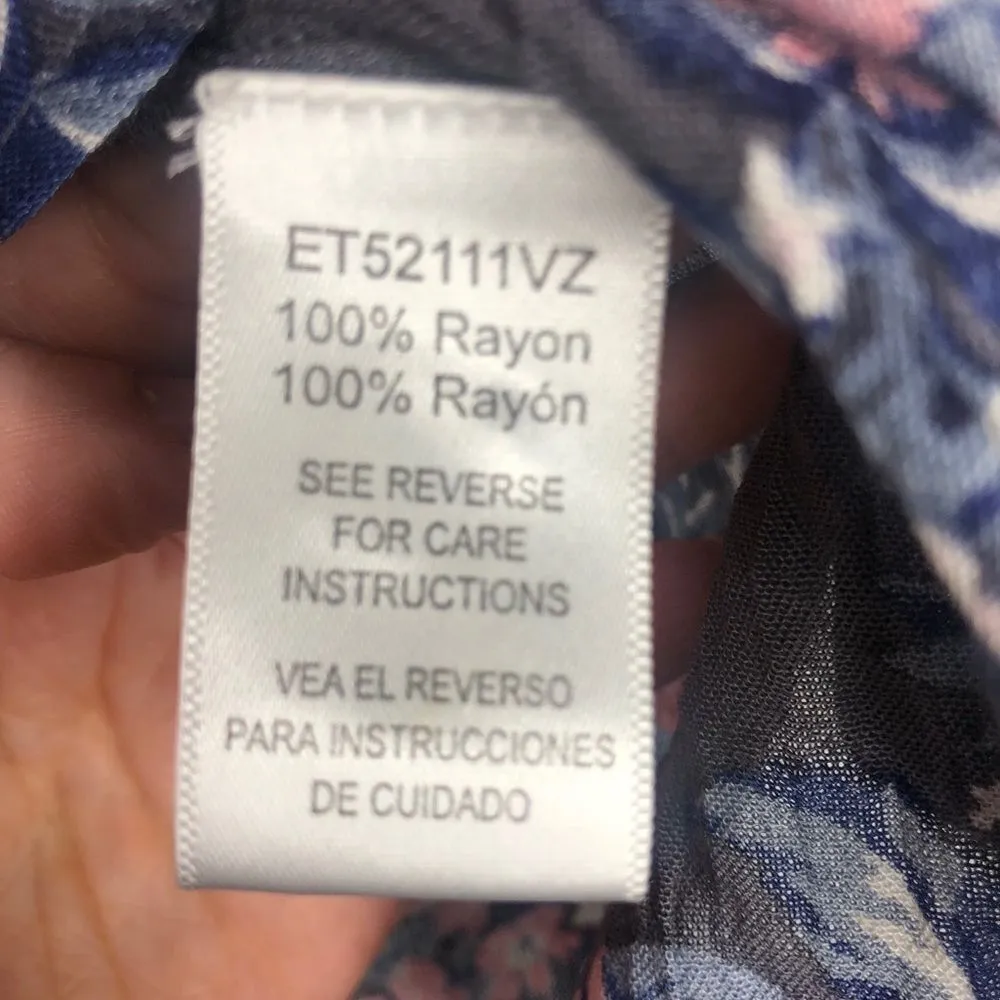 ET52111VZ
100% Rayon
100% Rayón
SEE REVERSE
FOR CARE
INSTRUCTIONS
VEA EL REVERSO
PARA INSTRUCCIONES
DE CUIDADO